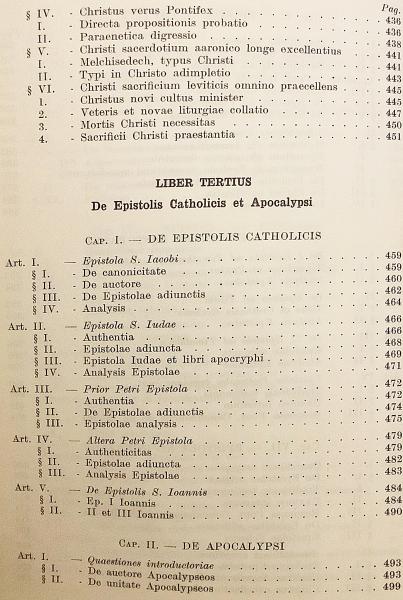 Pag.
§ IV. - Christus verus Pontifex . . . . . . . . . . 436
I. - Directa propositionis probatio . . . . . . . . . . 436
II. - Paraenetica digressio . . . . . . . . . . 438
§ V. - Christi sacerdotium aaronico longe excellentius . . . . 441
I. - Melchisedech, typus Christi . . . . . . . . . . 441
II. - Typi in Christo adimpletio . . . . . . . . . . 443
§ VI. - Christi sacrificium leviticis omnino praecellens . . . . 445
1. - Christus novi cultus minister . . . . . . . . . . 445
2. - Veteris et novae liturgiae collatio . . . . . . . . . . 447
3. - Mortis Christi necessitas . . . . . . . . . . 450
4. - Sacrificii Christi praestantia . . . . . . . . . . 451
LIBER TERTIUS
De Epistolis Catholicis et Apocalypsi
CAP. I. — DE EPISTOLIS CATHOLICIS
Art. I. — Epistola S. Iacobi . . . . . . . . . . 459
§ I. - De canonicitate . . . . . . . . . . 459
§ II. - De auctore . . . . . . . . . . 460
§ III. - De Epistolae adiunctis . . . . . . . . . . 462
§ IV. - Analysis . . . . . . . . . . 464
Art. II. — Epistola S. Iudae . . . . . . . . . . 466
§ I. - Authentia . . . . . . . . . . 466
§ II. - Epistolae adiuncta . . . . . . . . . . 468
§ III. - Epistola Iudae et libri apocryphi . . . . . . . . . . 469
§ IV. - Analysis Epistolae . . . . . . . . . . 471
Art. III. — Prior Petri Epistola . . . . . . . . . . 472
§ I. - Authentia . . . . . . . . . . 472
§ II. - De Epistolae adiunctis . . . . . . . . . . 474
§ III. - Epistolae analysis . . . . . . . . . . 475
Art. IV. — Altera Petri Epistola . . . . . . . . . . 479
§ I. - Authenticitas . . . . . . . . . . 479
§ II. - Epistolae adiuncta . . . . . . . . . . 482
§ III. - Analysis Epistolae . . . . . . . . . . 483
Art. V. — De Epistolis S. Ioannis . . . . . . . . . . 484
§ I. - Ep. I Ioannis . . . . . . . . . . 484
§ II. - II et III Ioannis . . . . . . . . . . 490
CAP. II. — DE APOCALYPSI
Art. I. — Quaestiones introductoriae . . . . . . . . . . 493
§ I. - De auctore Apocalypseos . . . . . . . . . . 493
§ II. - De unitate Apocalypseos . . . . . . . . . . 499